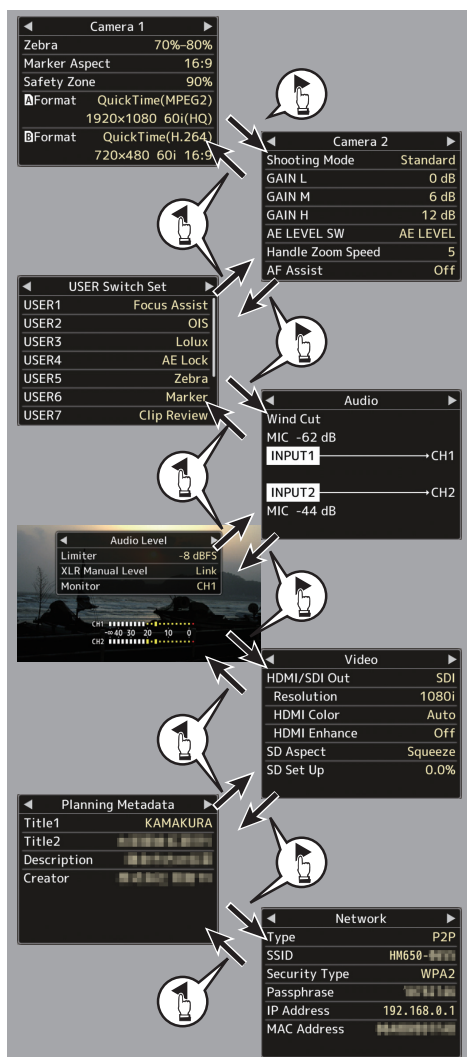 Camera 1
Zebra 70%–80%
Marker Aspect 16:9
Safety Zone 90%
AFormat QuickTime(MPEG2)
1920×1080 60i(HQ)
BFormat QuickTime(H.264)
720×480 60i 16:9
Camera 2
Shooting Mode Standard
GAIN L 0 dB
GAIN M 6 dB
GAIN H 12 dB
AE LEVEL SW AE LEVEL
Handle Zoom Speed 5
AF Assist Off
USER Switch Set
USER1 Focus Assist
USER2 OIS
USER3 Lolux
USER4 AE Lock
USER5 Zebra
USER6 Marker
USER7 Clip Review
Audio
Wind Cut
MIC -62 dB
INPUT1 CH1
INPUT2 CH2
MIC -44 dB
Audio Level
Limiter -8 dBFS
XLR Manual Level Link
Monitor CH1
CH1
-∞ 40 30 20 10 0
CH2
Video
HDMI/SDI Out SDI
Resolution 1080i
HDMI Color Auto
HDMI Enhance Off
SD Aspect Squeeze
SD Set Up 0.0%
Planning Metadata
Title1 KAMAKURA
Title2
Description
Creator
Network
Type P2P
SSID HM650-
Security Type WPA2
Passphrase
IP Address 192.168.0.1
MAC Address